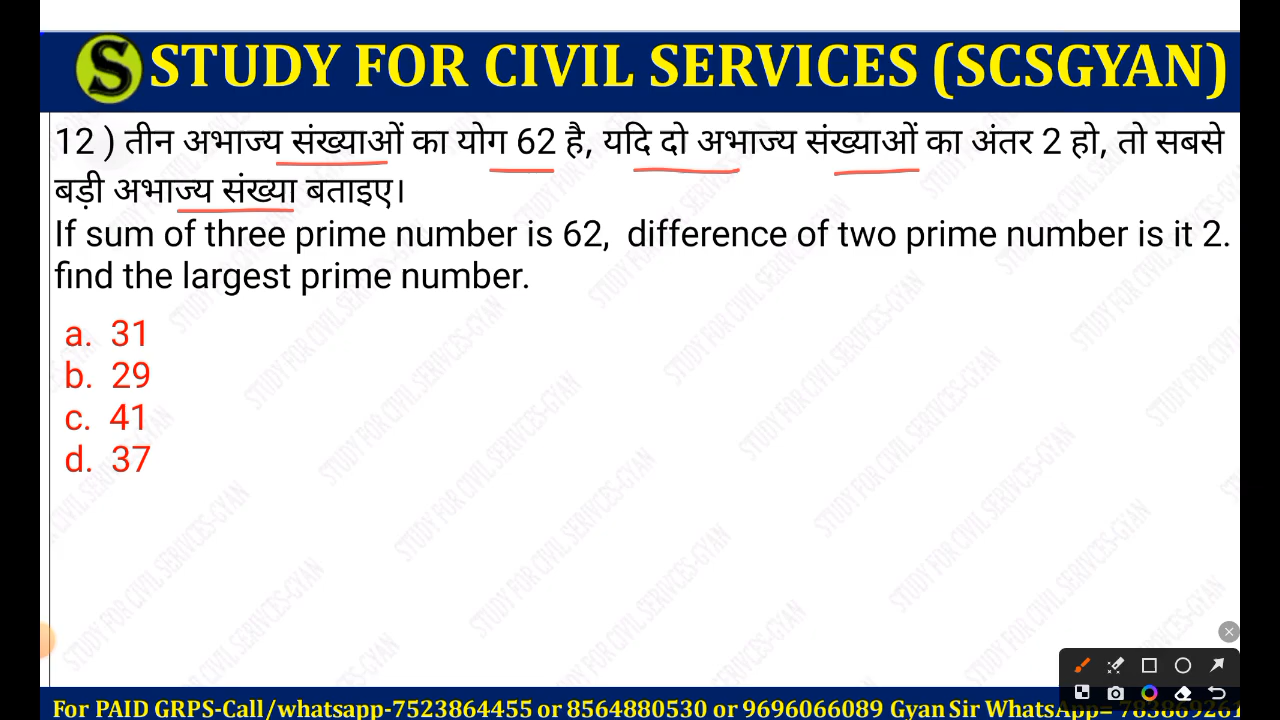 STUDY FOR CIVIL SERVICES (SCSGYAN)
12 ) तीन अभाज्य संख्याओं का योग 62 है, यदि दो अभाज्य संख्याओं का अंतर 2 हो, तो सबसे
बड़ी अभाज्य संख्या बताइए।
If sum of three prime number is 62, difference of two prime number is it 2.
find the largest prime number.
a. 31
b. 29
c. 41
d. 37
For PAID GRPS-Call/whatsapp-7523864455 or 8564880530 or 9696066089 Gyan Sir WhatsApp=